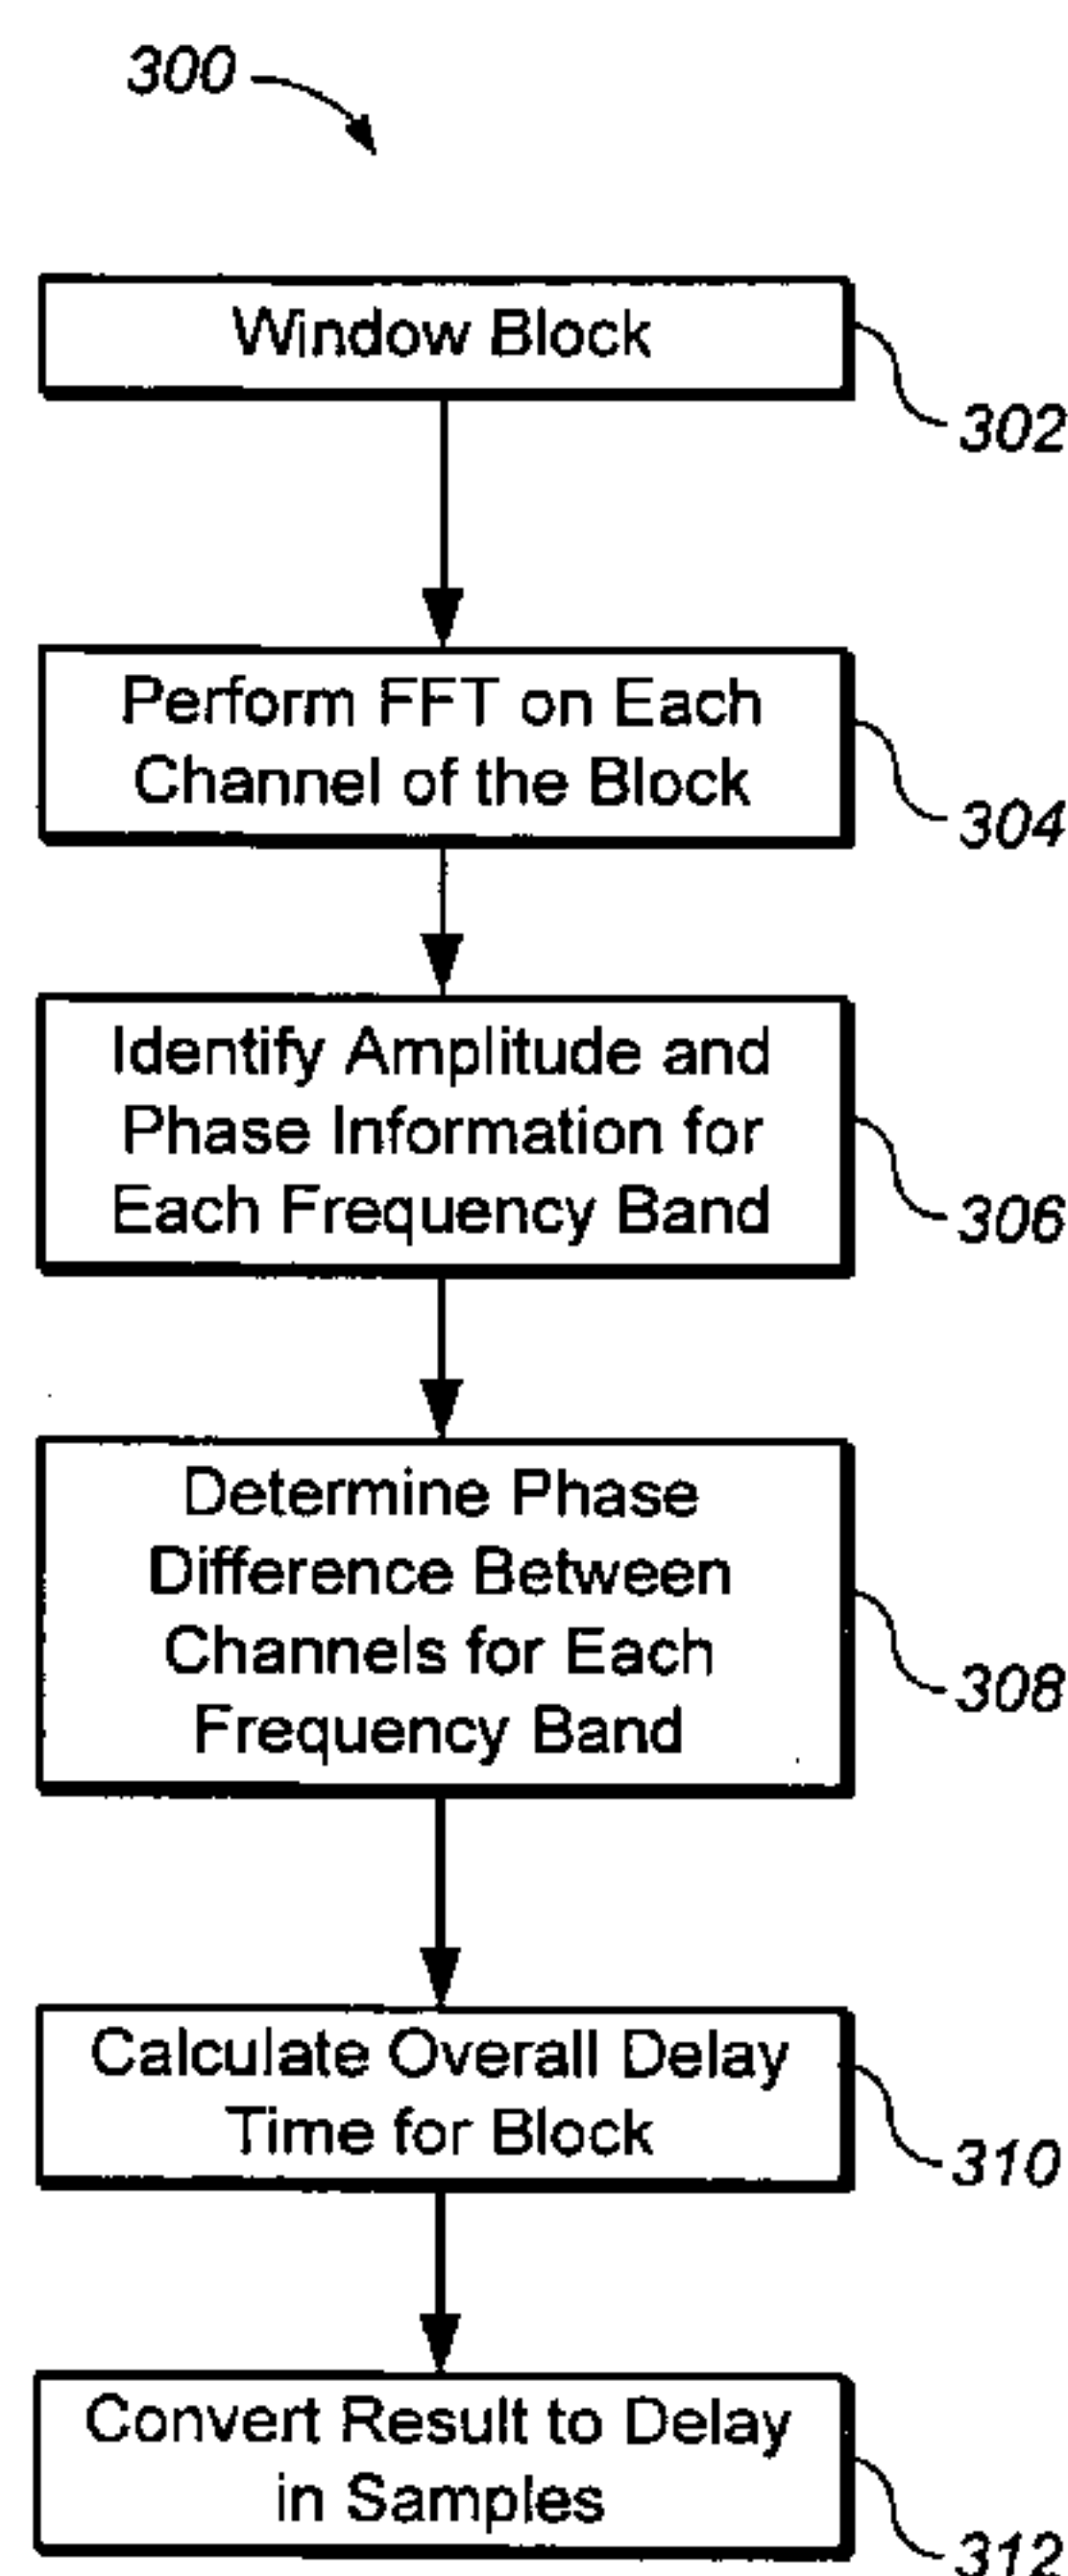 300
Window Block
302
Perform FFT on Each
Channel of the Block
304
Identify Amplitude and
Phase Information for
Each Frequency Band
306
Determine Phase
Difference Between
Channels for Each
Frequency Band
308
Calculate Overall Delay
Time for Block
310
Convert Result to Delay
in Samples
312